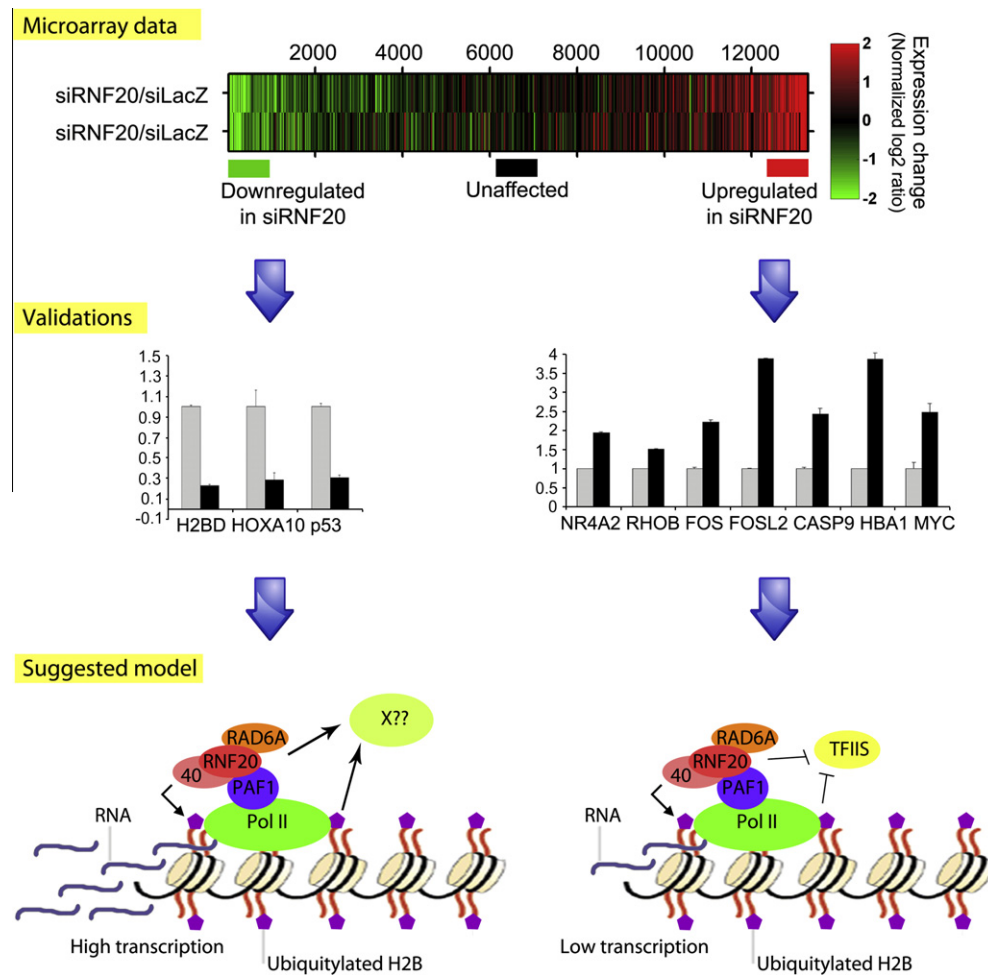 Microarray data
2000 4000 6000 8000 10000 12000
siRNF20/siLacZ
siRNF20/siLacZ
2
1
0
-1
-2
Expression change
(Normalized log2 ratio)
Downregulated
in siRNF20
Unaffected
Upregulated
in siRNF20
Validations
1.5
1.3
1.1
0.9
0.7
0.5
0.3
0.1
-0.1
H2BD HOXA10 p53
4
3.5
3
2.5
2
1.5
1
0.5
0
NR4A2 RHOB FOS FOSL2 CASP9 HBA1 MYC
Suggested model
X??
RAD6A
RNF20
40
PAF1
RNA
Pol II
High transcription
Ubiquitylated H2B
RAD6A
TFIIS
RNF20
40
PAF1
RNA
Pol II
Low transcription
Ubiquitylated H2B